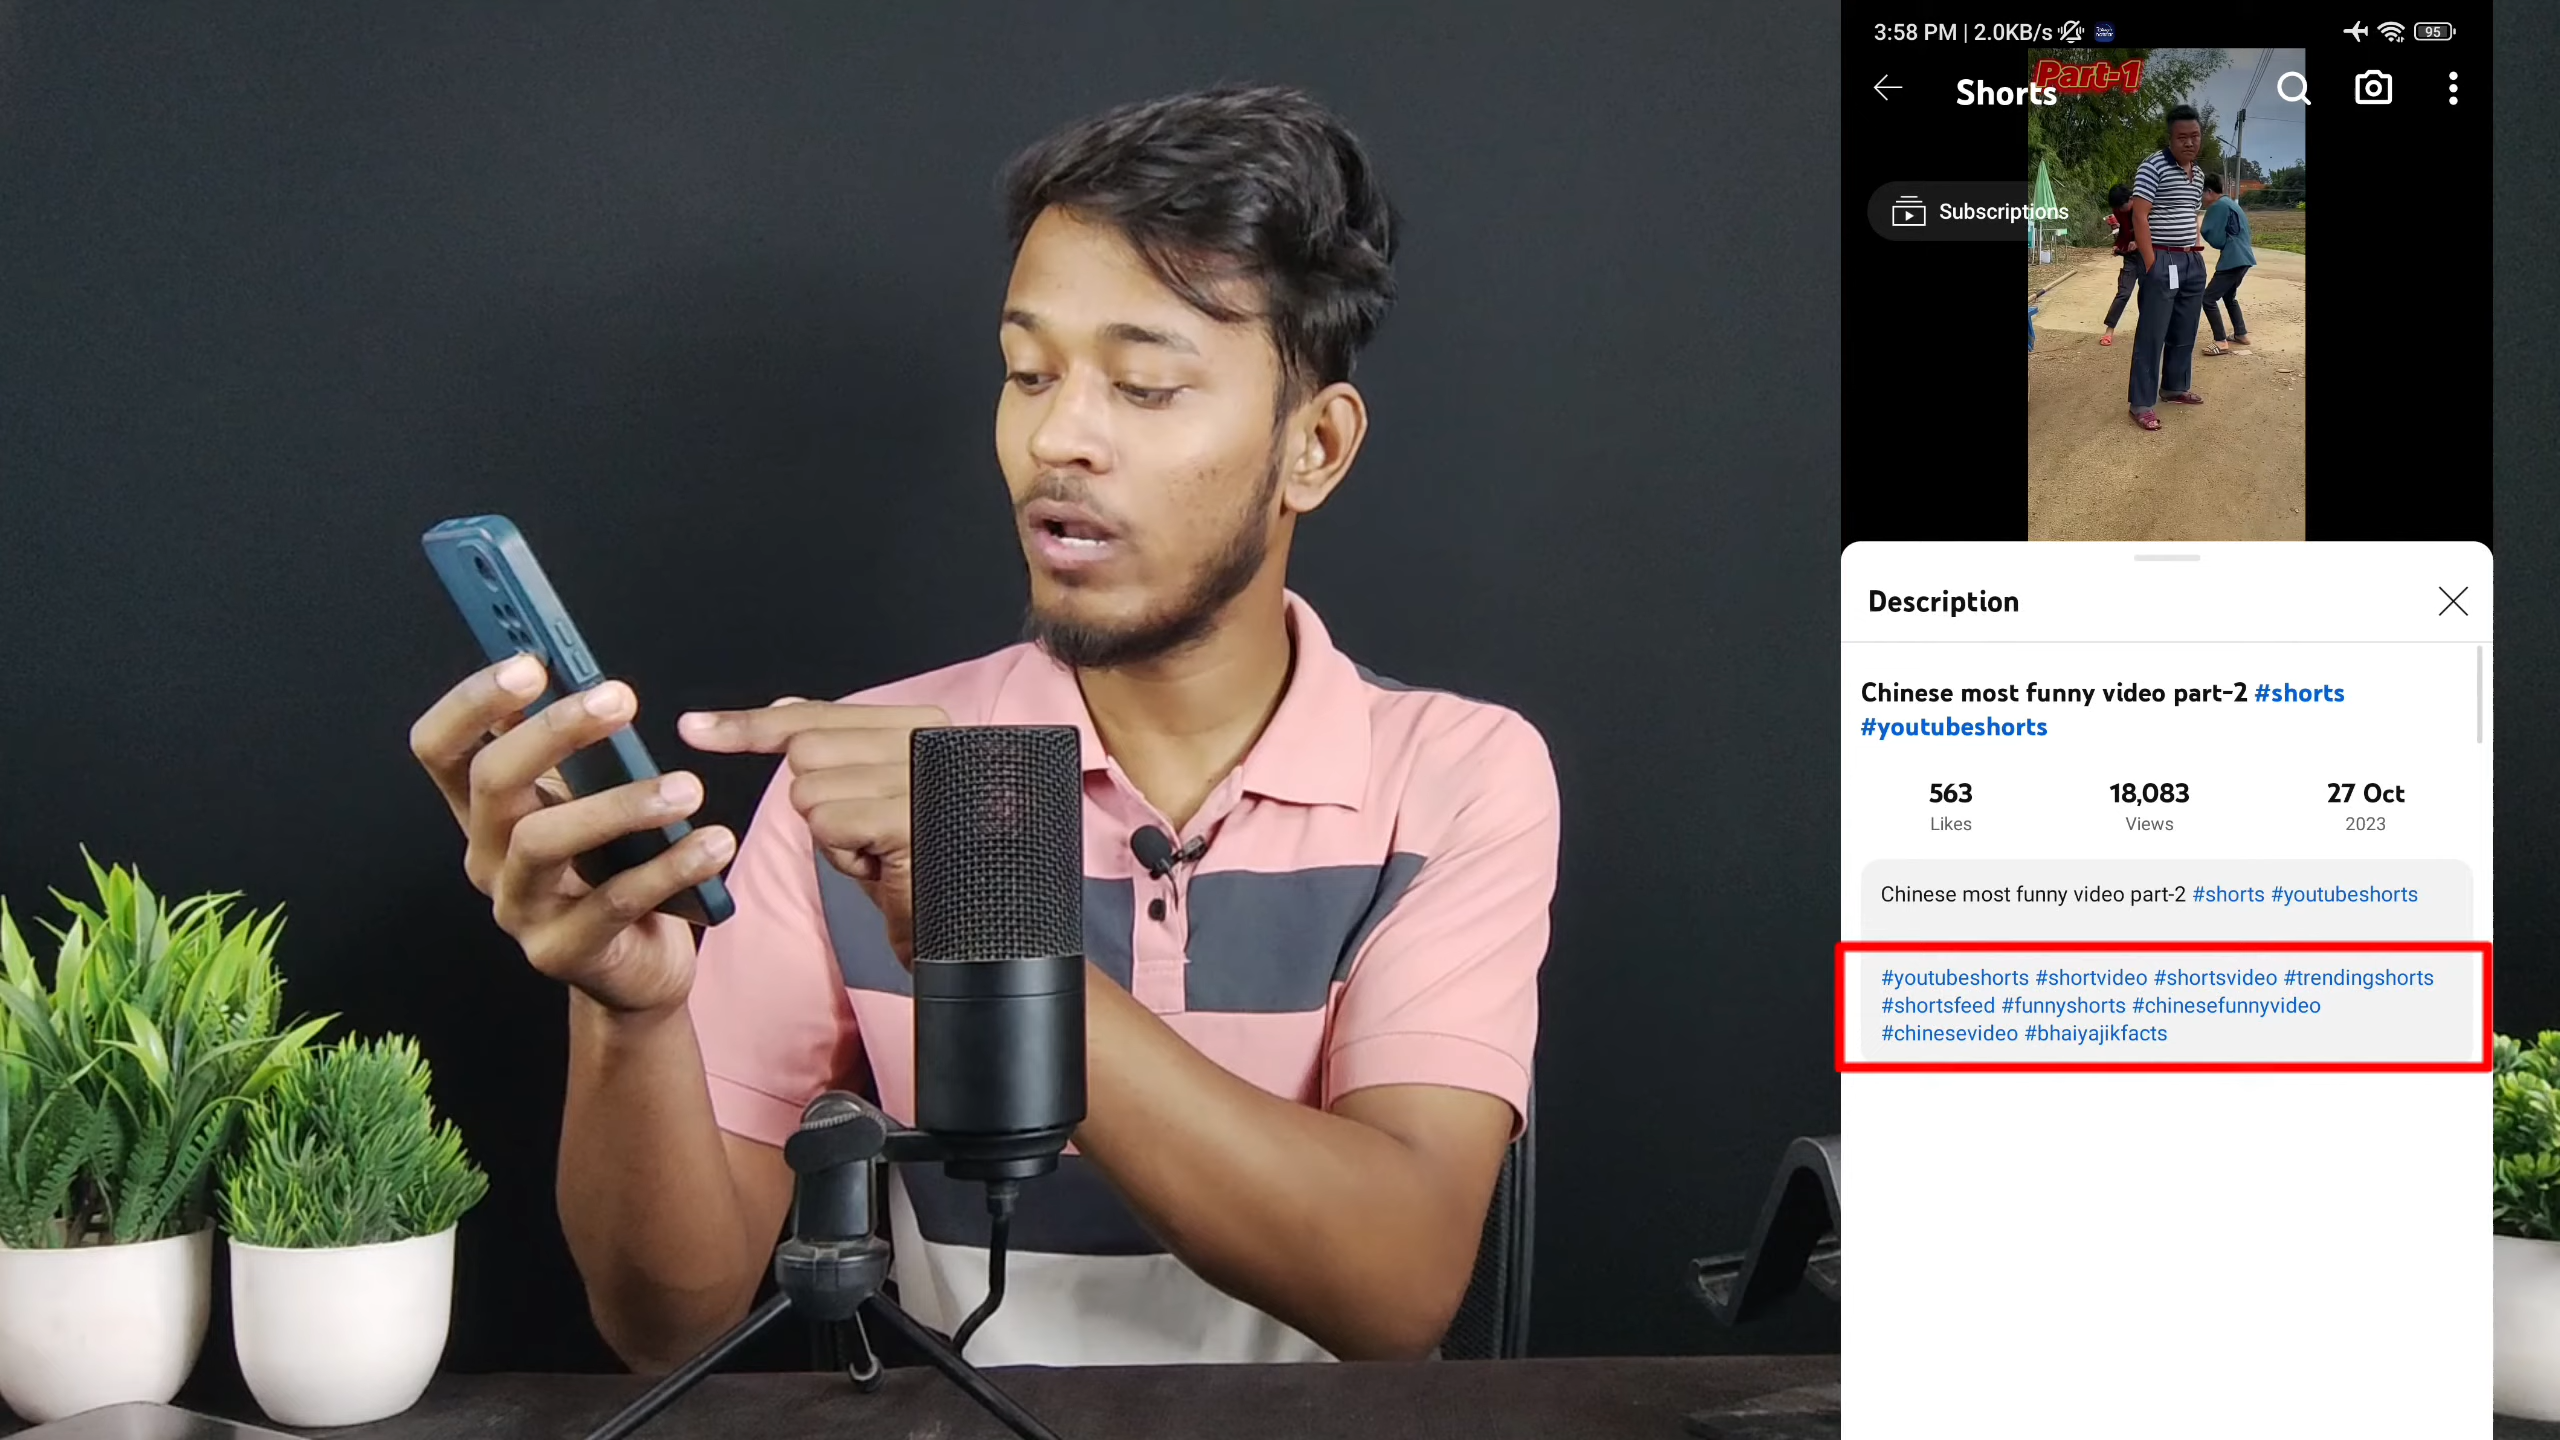 3:58 PM | 2.0KB/s
95
Part-1
Shorts
Subscriptions
Description
Chinese most funny video part-2 #shorts
#youtubeshorts
563
Likes
18,083
Views
27 Oct
2023
Chinese most funny video part-2 #shorts #youtubeshorts
#youtubeshorts #shortvideo #shortsvideo #trendingshorts
#shortsfeed #funnyshorts #chinesefunnyvideo
#chinesevideo #bhaiyajikfacts